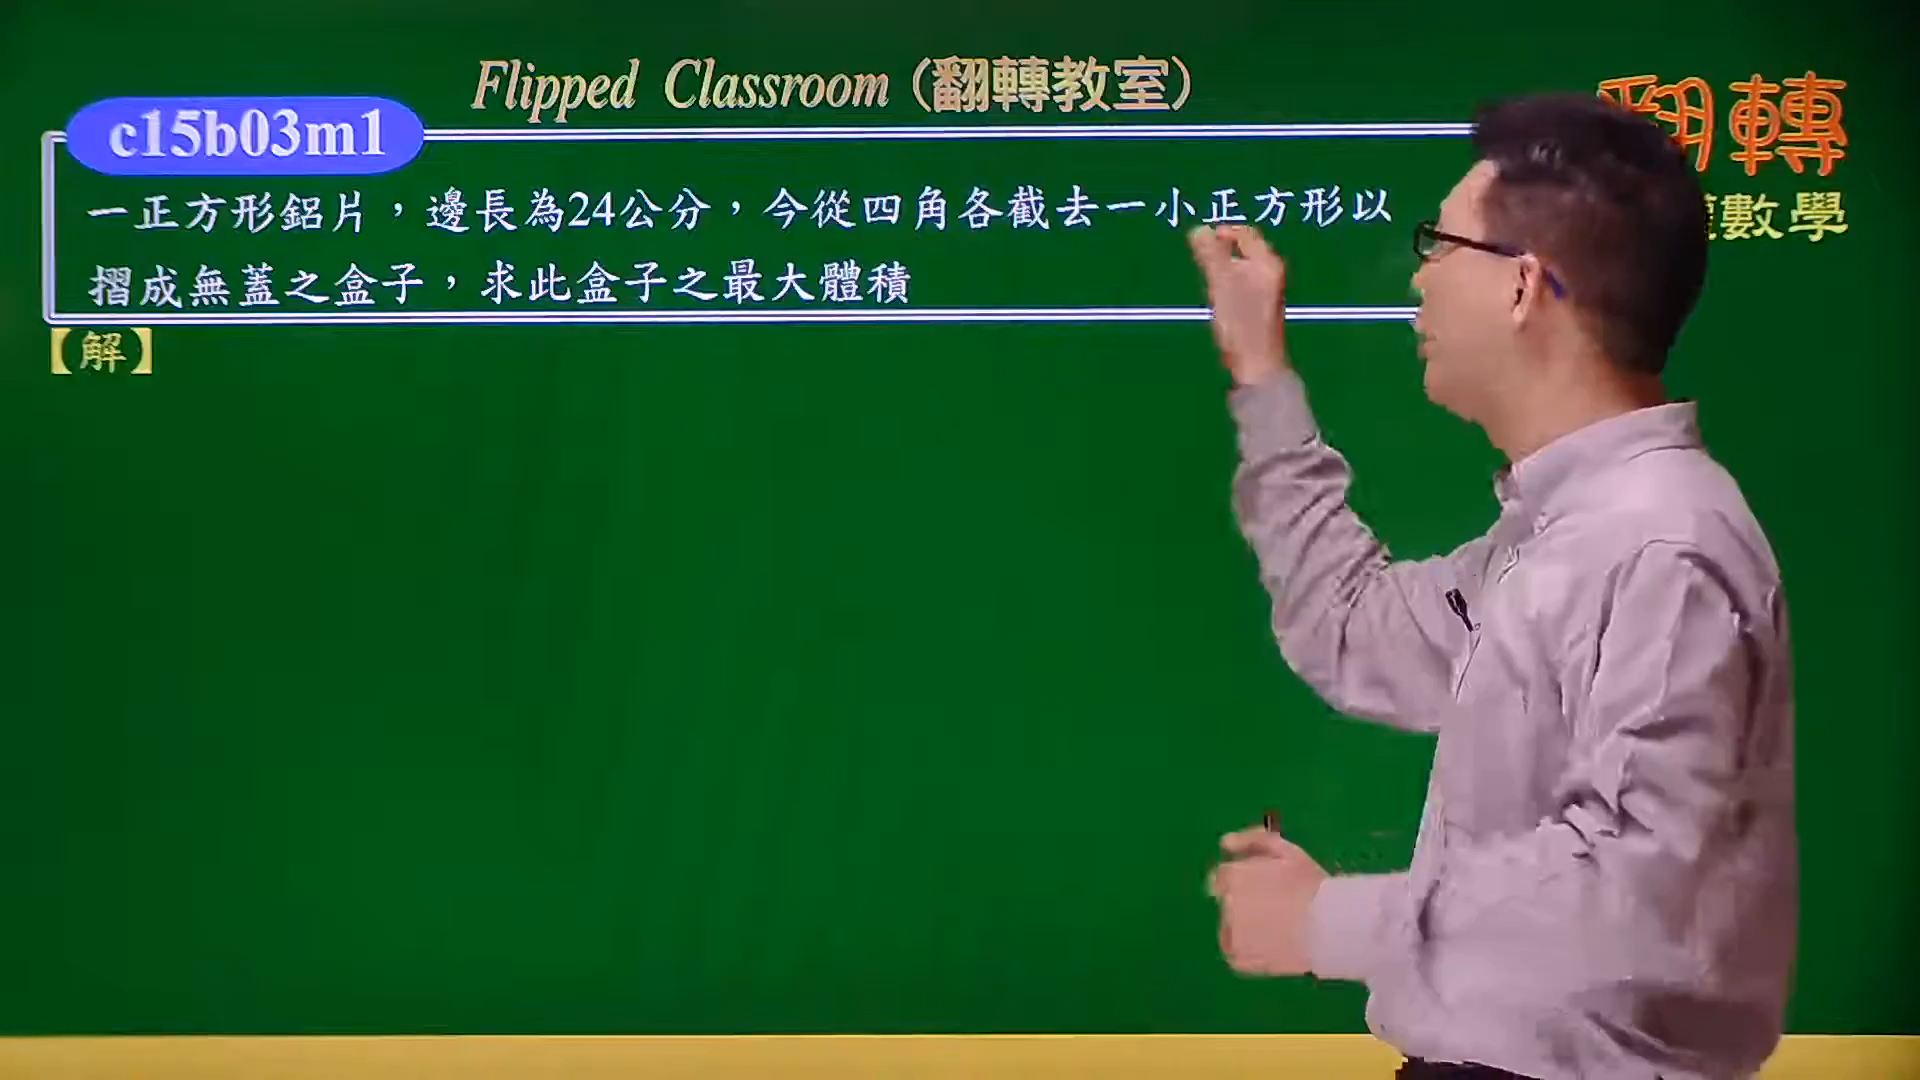 Flipped Classroom (翻轉教室)
翻轉
數學
c15b03m1
一正方形鋁片，邊長為24公分，今從四角各截去一小正方形以
摺成無蓋之盒子，求此盒子之最大體積
【解】